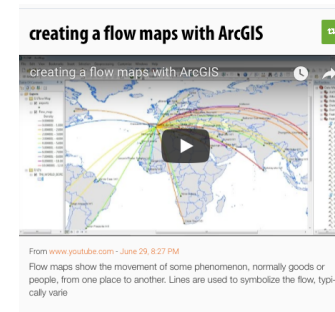 creating a flow maps with ArcGIS
creating a flow maps with ArcGIS
From www.youtube.com - June 29, 8:27 PM
Flow maps show the movement of some phenomenon, normally goods or
people, from one place to another. Lines are used to symbolize the flow, typi-
cally varie